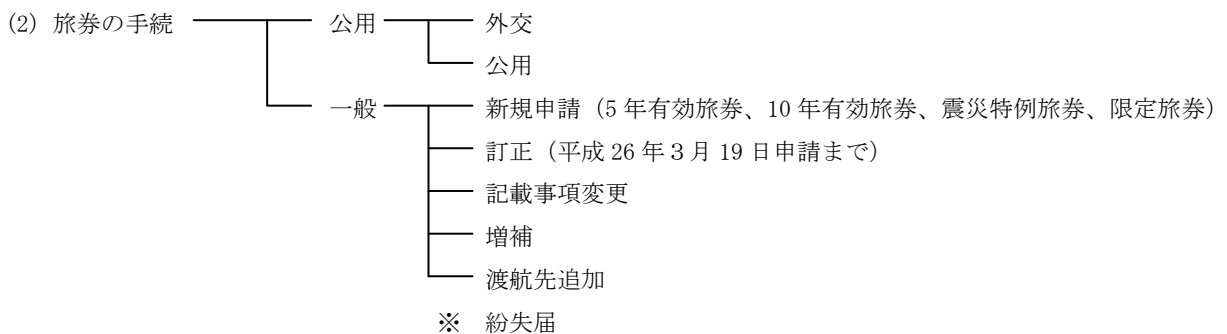 (2) 旅券の手続 公用 外交
公用
一般 新規申請（5 年有効旅券、10 年有効旅券、震災特例旅券、限定旅券）
訂正（平成 26 年３月 19 日申請まで）
記載事項変更
増補
渡航先追加
※ 紛失届